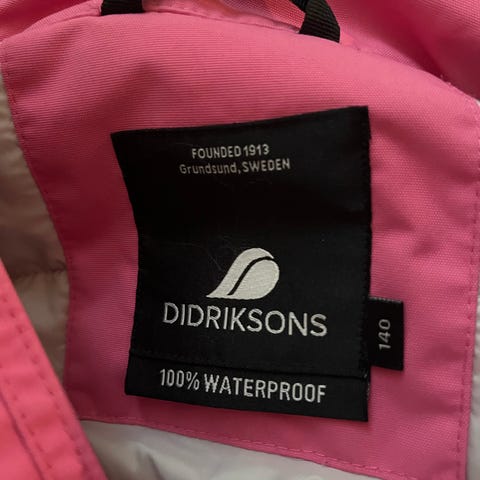 FOUNDED 1913
Grundsund, SWEDEN
DIDRIKSONS
140
100% WATERPROOF